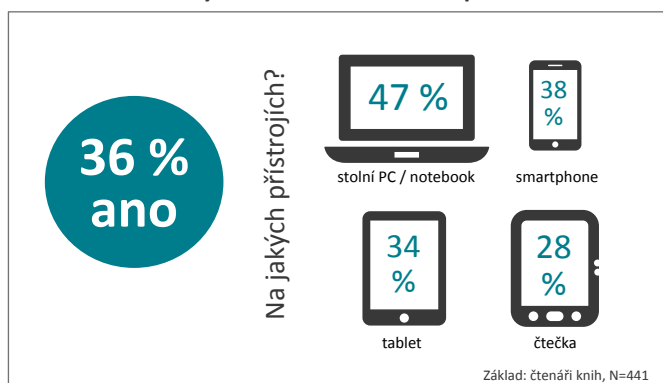 36 %
ano
Na jakých přístrojích?
47 %
stolní PC / notebook
38
%
smartphone
34
%
tablet
28
%
čtečka
Základ: čtenáři knih, N=441